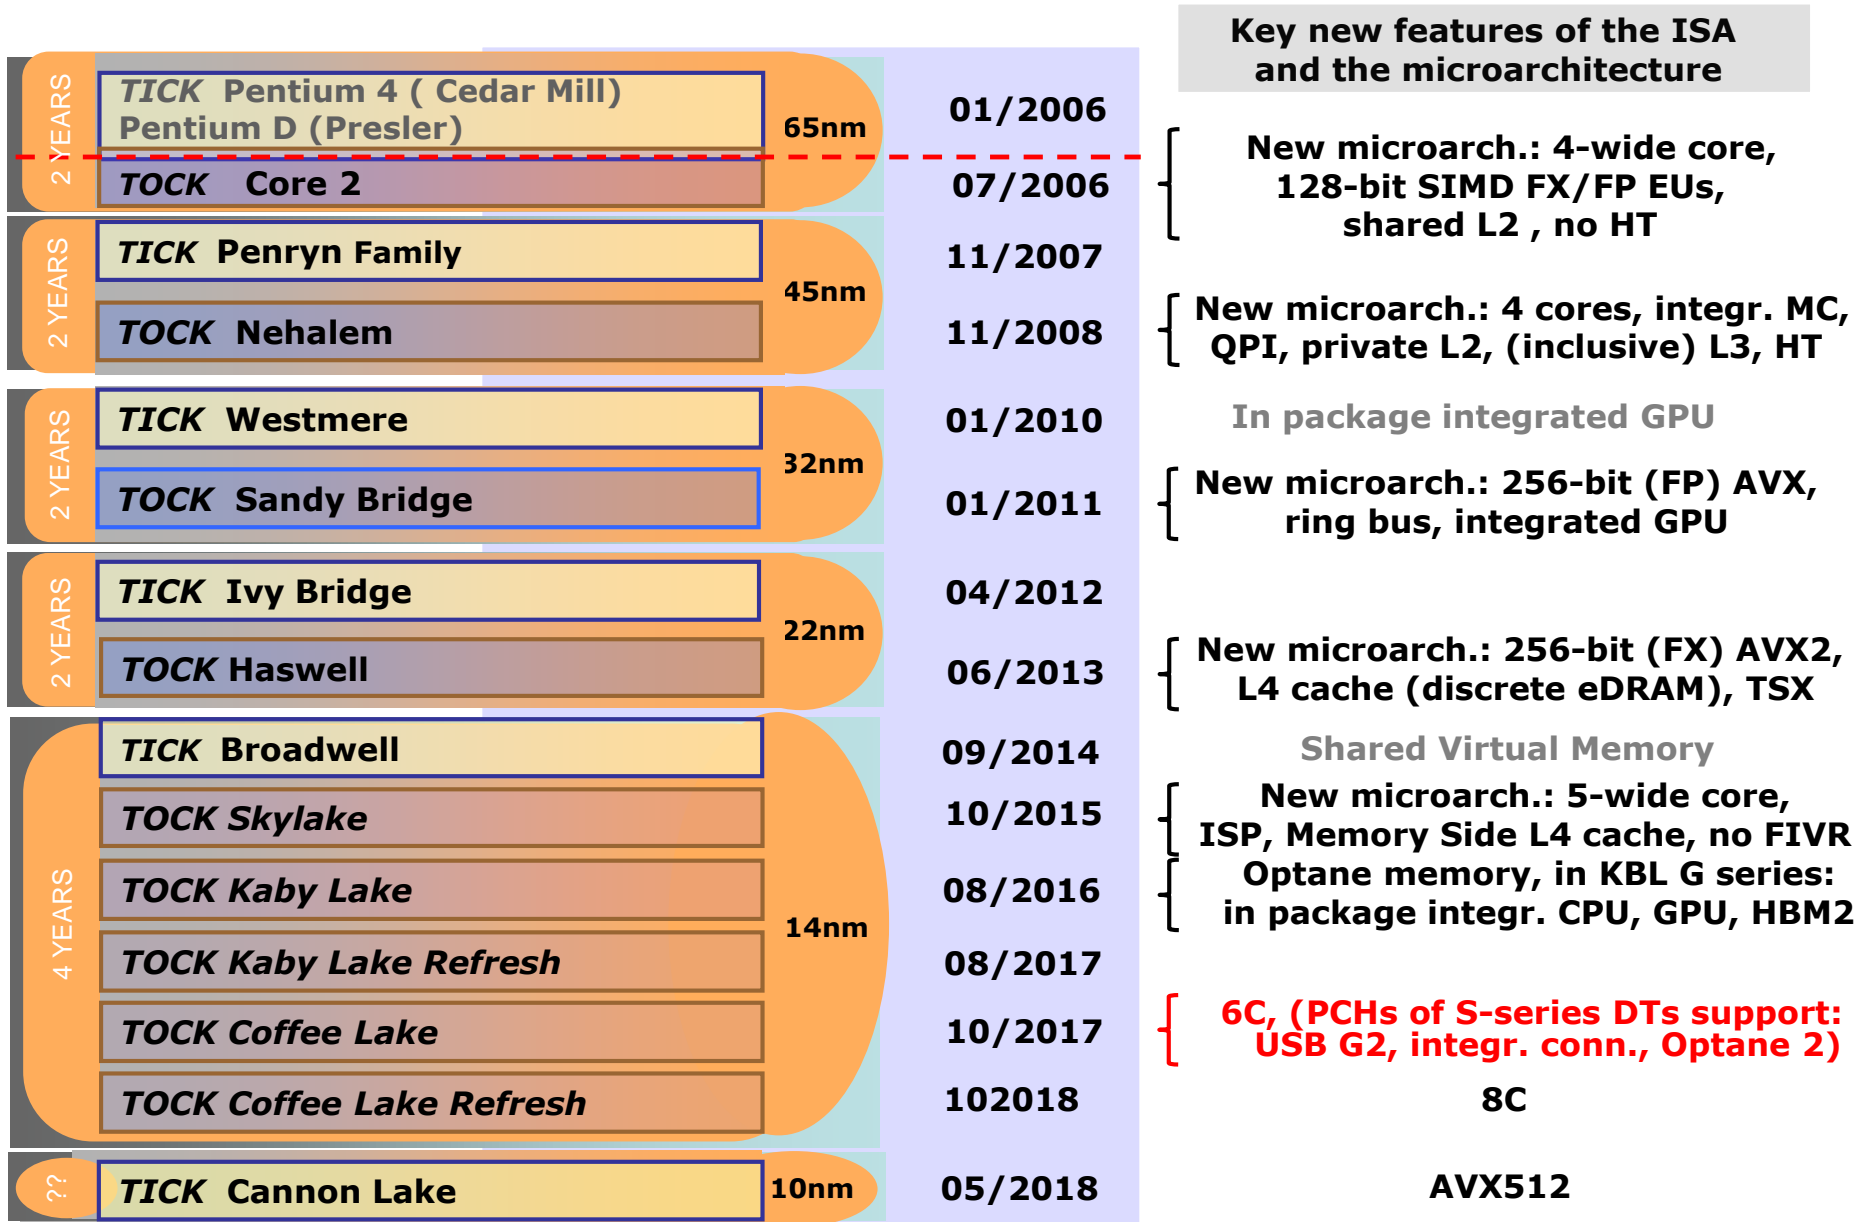 Key new features of the ISA
and the microarchitecture
2 YEARS
TICK Pentium 4 ( Cedar Mill)
Pentium D (Presler)
65nm
01/2006
TOCK Core 2
07/2006
New microarch.: 4-wide core,
128-bit SIMD FX/FP EUs,
shared L2 , no HT
2 YEARS
TICK Penryn Family
45nm
11/2007
TOCK Nehalem
11/2008
New microarch.: 4 cores, integr. MC,
QPI, private L2, (inclusive) L3, HT
2 YEARS
TICK Westmere
32nm
01/2010
In package integrated GPU
TOCK Sandy Bridge
01/2011
New microarch.: 256-bit (FP) AVX,
ring bus, integrated GPU
2 YEARS
TICK Ivy Bridge
22nm
04/2012
TOCK Haswell
06/2013
New microarch.: 256-bit (FX) AVX2,
L4 cache (discrete eDRAM), TSX
4 YEARS
TICK Broadwell
14nm
09/2014
Shared Virtual Memory
TOCK Skylake
10/2015
New microarch.: 5-wide core,
ISP, Memory Side L4 cache, no FIVR
TOCK Kaby Lake
08/2016
Optane memory, in KBL G series:
in package integr. CPU, GPU, HBM2
TOCK Kaby Lake Refresh
08/2017
TOCK Coffee Lake
10/2017
6C, (PCHs of S-series DTs support:
USB G2, integr. conn., Optane 2)
TOCK Coffee Lake Refresh
102018
8C
??
TICK Cannon Lake
10nm
05/2018
AVX512